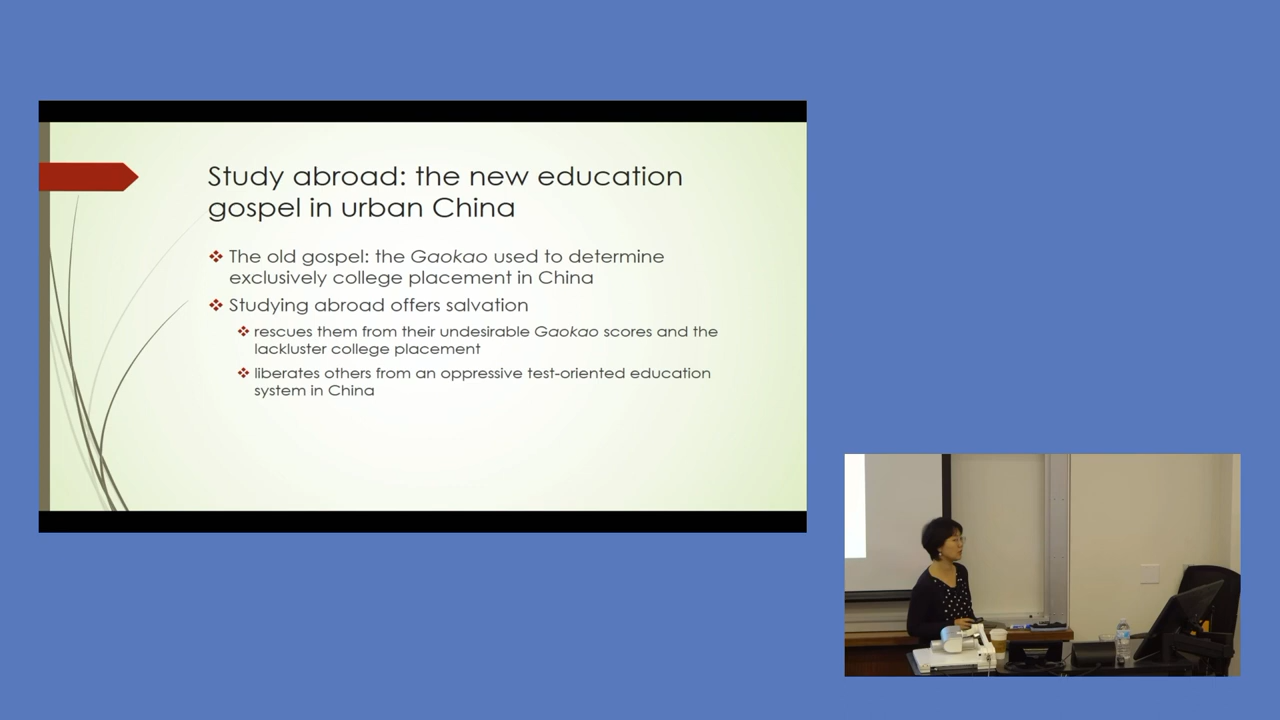 Study abroad: the new education
gospel in urban China
The old gospel: the Gaokao used to determine
exclusively college placement in China
Studying abroad offers salvation
rescues them from their undesirable Gaokao scores and the
lackluster college placement
liberates others from an oppressive test-oriented education
system in China